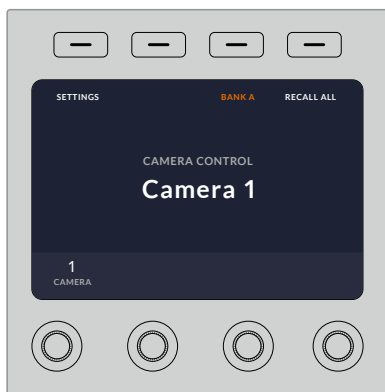 SETTINGS BANK A RECALL ALL
CAMERA CONTROL
Camera 1
1
CAMERA